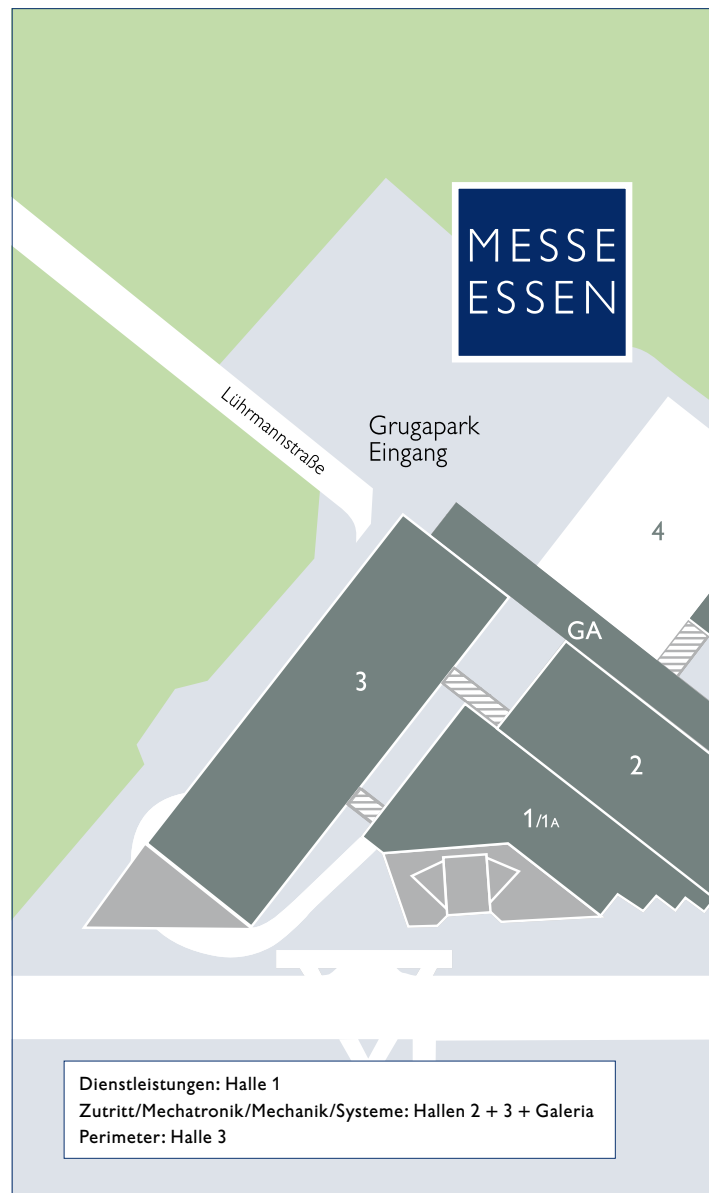 MESSE
ESSEN
Lührmannstraße
Grugapark
Eingang
4
GA
3
2
1/1A
Dienstleistungen: Halle 1
Zutritt/Mechatronik/Mechanik/Systeme: Hallen 2 + 3 + Galeria
Perimeter: Halle 3